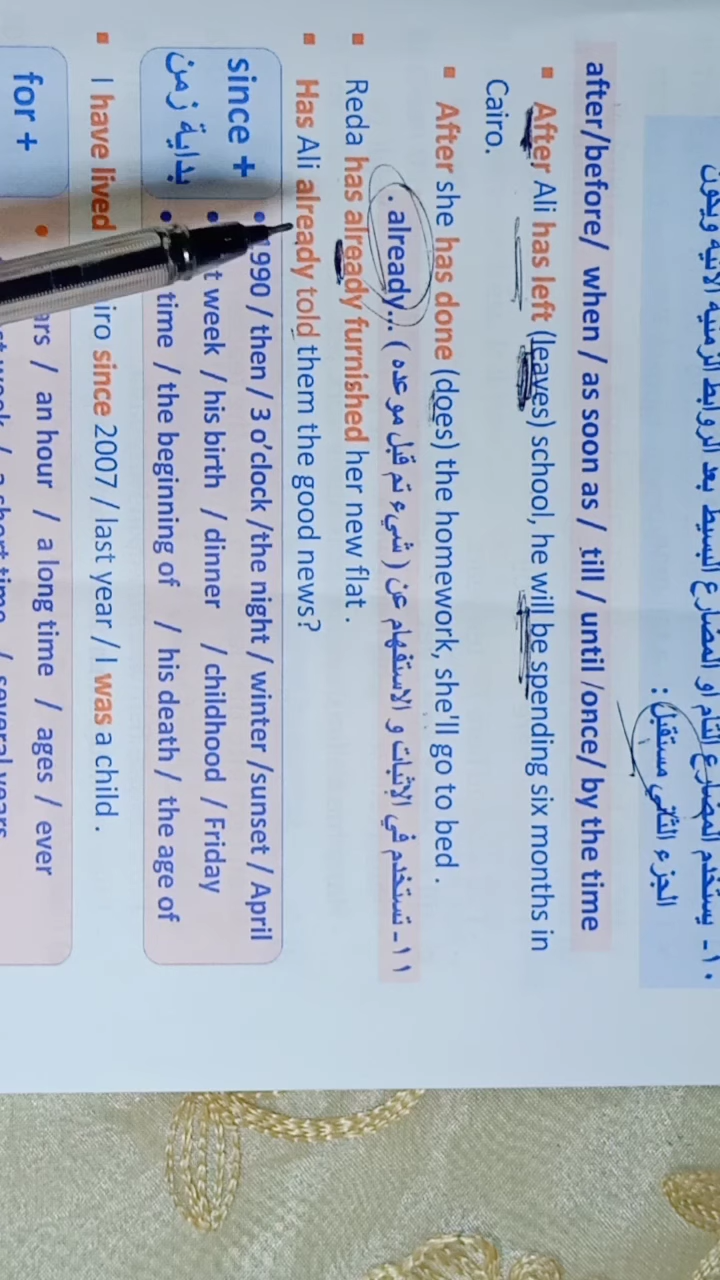 ١٠- يستخدم المضارع التام أو المضارع البسيط بعد الروابط الزمنية الآتية ويكون
الجزء الثاني مستقبل :
after/before/ when / as soon as / till / until /once/ by the time
▪ After Ali has left (leaves) school, he will be spending six months in
Cairo.
▪ After she has done (does) the homework, she'll go to bed .
١١- تستخدم في الإثبات و الاستفهام عن ( شيء تم قبل موعده ) ..already .
▪ Reda has already furnished her new flat .
▪ Has Ali already told them the good news?
since +
بداية زمن
• 1990 / then / 3 o'clock /the night / winter /sunset / April
• t week / his birth / dinner / childhood / Friday
• time / the beginning of / his death / the age of
▪ I have lived iro since 2007 / last year / I was a child .
for +
• ars / an hour / a long time / ages / ever